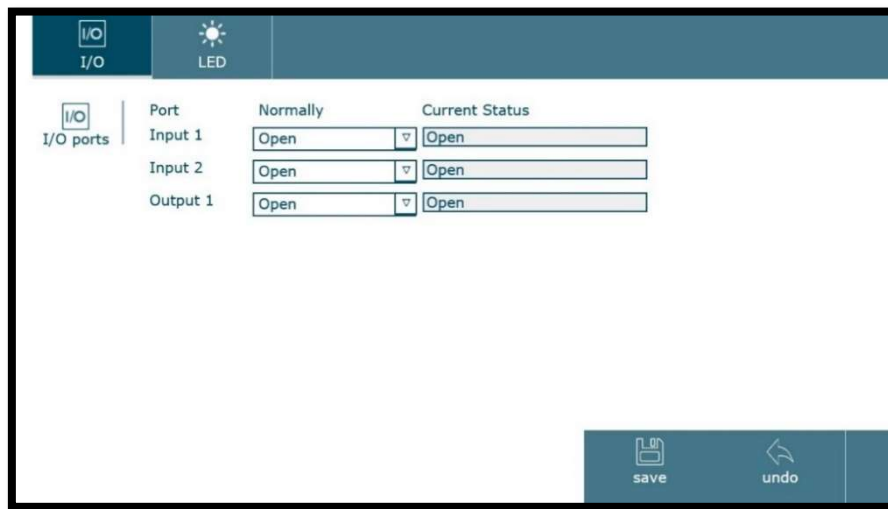 I/O
I/O
LED
I/O
I/O ports
Port Normally Current Status
Input 1 Open Open
Input 2 Open Open
Output 1 Open Open
save
undo